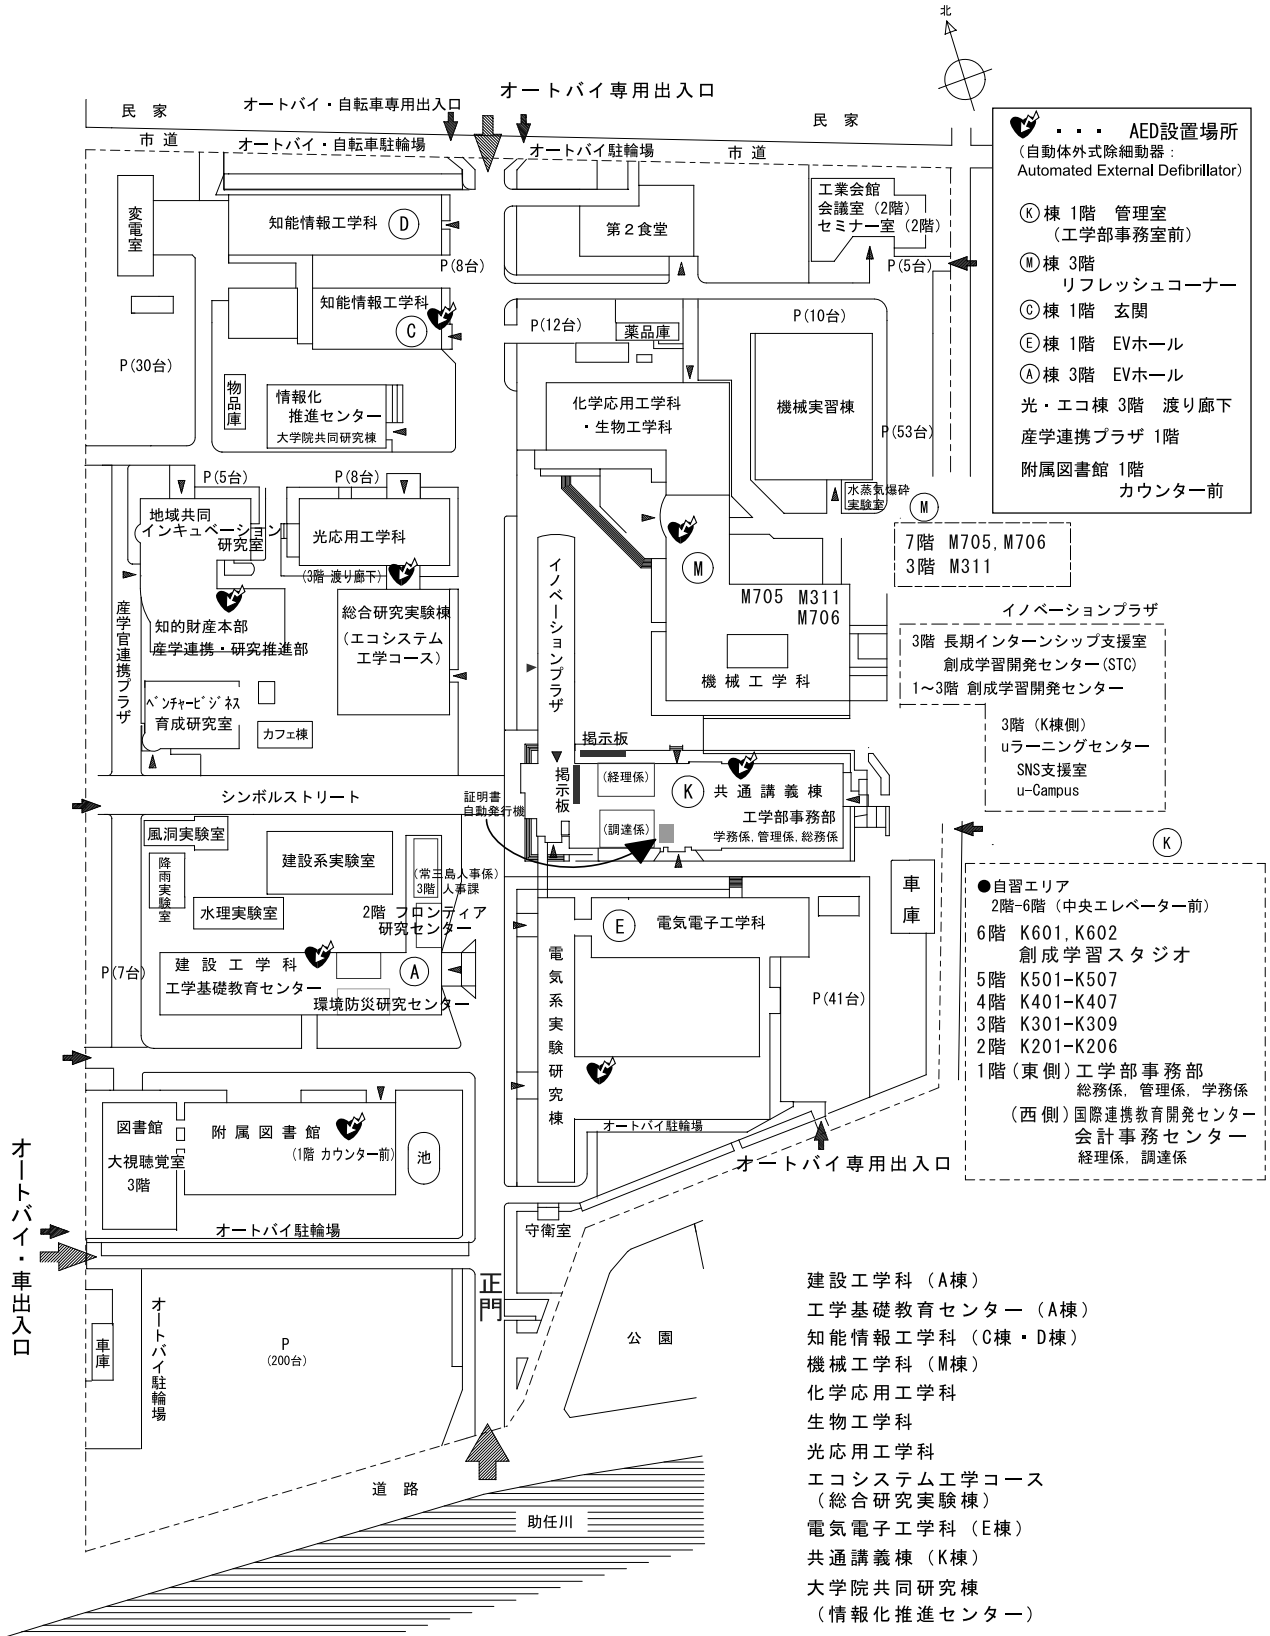 北
オートバイ専用出入口
オートバイ・自転車専用出入口
民 家
民 家
市 道
オートバイ・自転車駐輪場
オートバイ駐輪場
市 道
・・・ AED設置場所
(自動体外式除細動器：
Automated External Defibrillator)
Ⓚ棟 1階 管理室
(工学部事務室前)
Ⓜ棟 3階
リフレッシュコーナー
Ⓒ棟 1階 玄関
Ⓔ棟 1階 EVホール
Ⓐ棟 3階 EVホール
光・エコ棟 3階 渡り廊下
産学連携プラザ 1階
附属図書館 1階
カウンター前
変電室
知能情報工学科 Ⓓ
第２食堂
工業会館
会議室（2階）
セミナー室（2階）
P(8台)
P(5台)
知能情報工学科
Ⓒ
P(12台)
薬品庫
P(10台)
P(30台)
物品庫
情報化
推進センター
大学院共同研究棟
化学応用工学科
・生物工学科
機械実習棟
P(53台)
P(5台)
P(8台)
水蒸気爆砕
実験室
Ⓜ
7階 M705,M706
3階 M311
地域共同
インキュベーション
研究室
光応用工学科
(3階 渡り廊下)
イノベーションプラザ
Ⓜ
M705 M311
M706
機械工学科
産学官連携プラザ
知的財産本部
産学連携・研究推進部
総合研究実験棟
(エコシステム
工学コース)
ベンチャービジネス
育成研究室
カフェ棟
イノベーションプラザ
3階 長期インターンシップ支援室
創成学習開発センター(STC)
1～3階 創成学習開発センター
3階（K棟側）
uラーニングセンター
SNS支援室
u-Campus
掲示板
掲示板
(経理係)
Ⓚ 共通講義棟
工学部事務部
(調達係)
学務係,管理係,総務係
シンボルストリート
証明書
自動発行機
風洞実験室
建設系実験室
降雨実験室
水理実験室
(常三島人事係)
3階 人事課
2階 フロンティア
研究センター
車庫
Ⓚ
●自習エリア
2階-6階（中央エレベーター前）
6階 K601,K602
創成学習スタジオ
5階 K501-K507
4階 K401-K407
3階 K301-K309
2階 K201-K206
1階(東側)工学部事務部
総務係,管理係,学務係
(西側)国際連携教育開発センター
会計事務センター
経理係,調達係
Ⓔ 電気電子工学科
電気系実験研究棟
P(7台)
建設工学科
Ⓐ
工学基礎教育センター
環境防災研究センター
P(41台)
図書館
大視聴覚室
3階
附属図書館
(1階 カウンター前)
池
オートバイ駐輪場
オートバイ専用出入口
オートバイ駐輪場
守衛室
オートバイ・車出入口
正門
車庫
オートバイ駐輪場
P
(200台)
公 園
道 路
助任川
建設工学科（A棟）
工学基礎教育センター（A棟）
知能情報工学科（C棟・D棟）
機械工学科（M棟）
化学応用工学科
生物工学科
光応用工学科
エコシステム工学コース
（総合研究実験棟）
電気電子工学科（E棟）
共通講義棟（K棟）
大学院共同研究棟
（情報化推進センター）